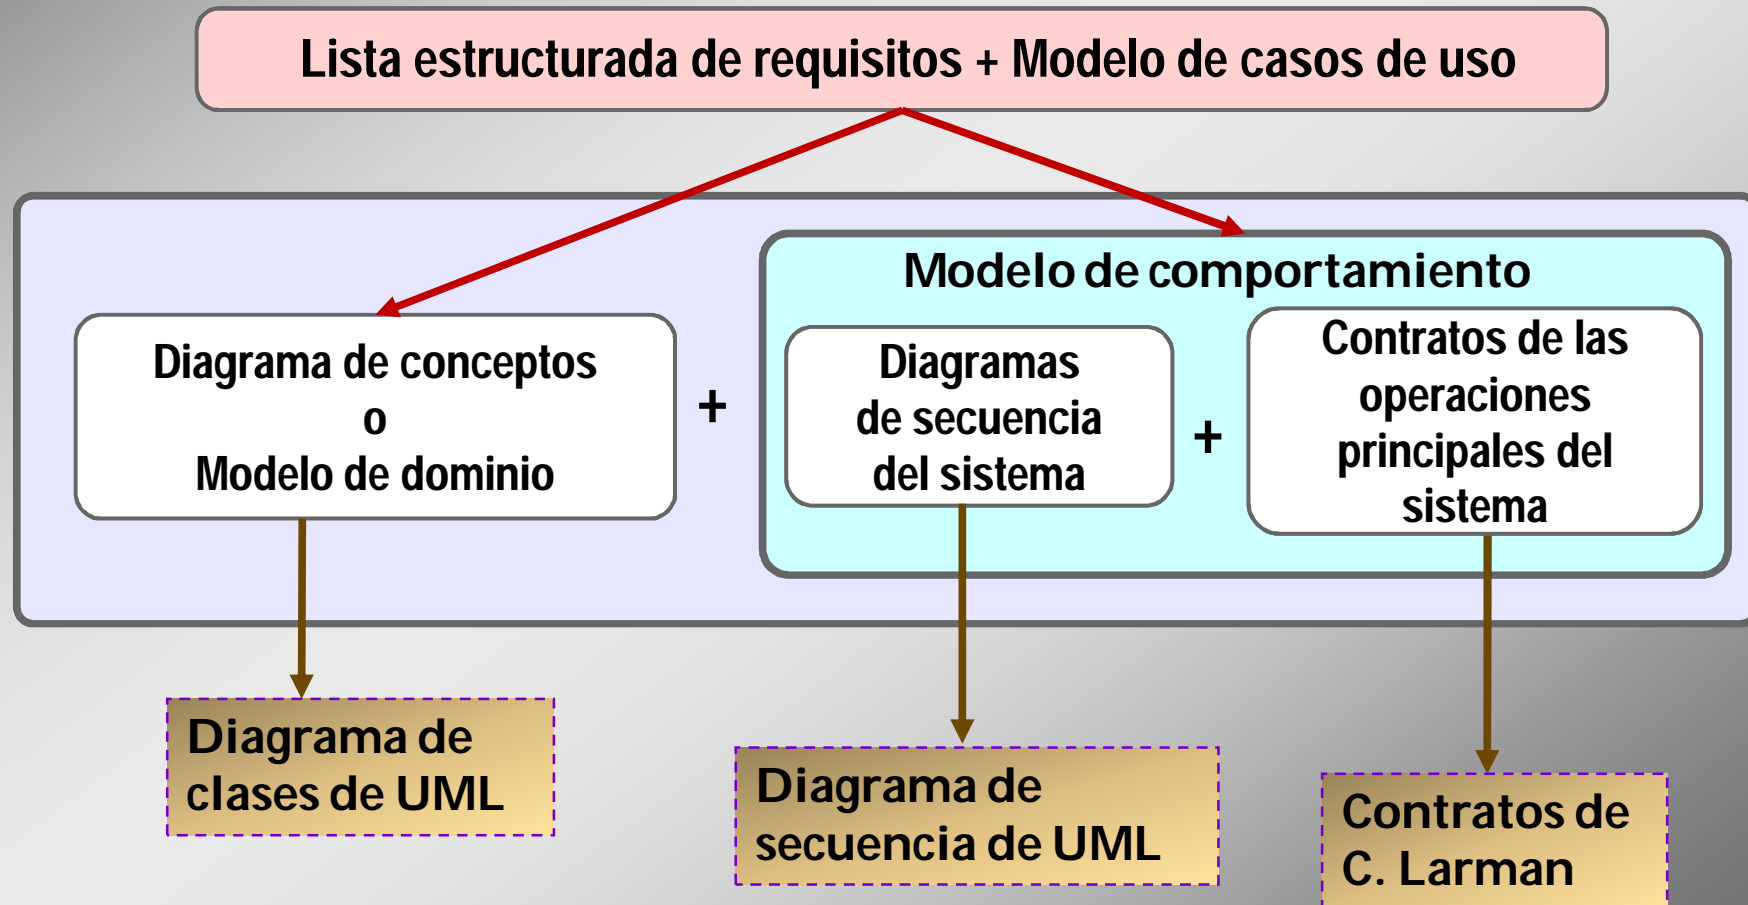 Lista estructurada de requisitos + Modelo de casos de uso
Modelo de comportamiento
Diagrama de conceptos
o
Modelo de dominio
+
Diagramas
de secuencia
del sistema
+
Contratos de las
operaciones
principales del
sistema
Diagrama de
clases de UML
Diagrama de
secuencia de UML
Contratos de
C. Larman